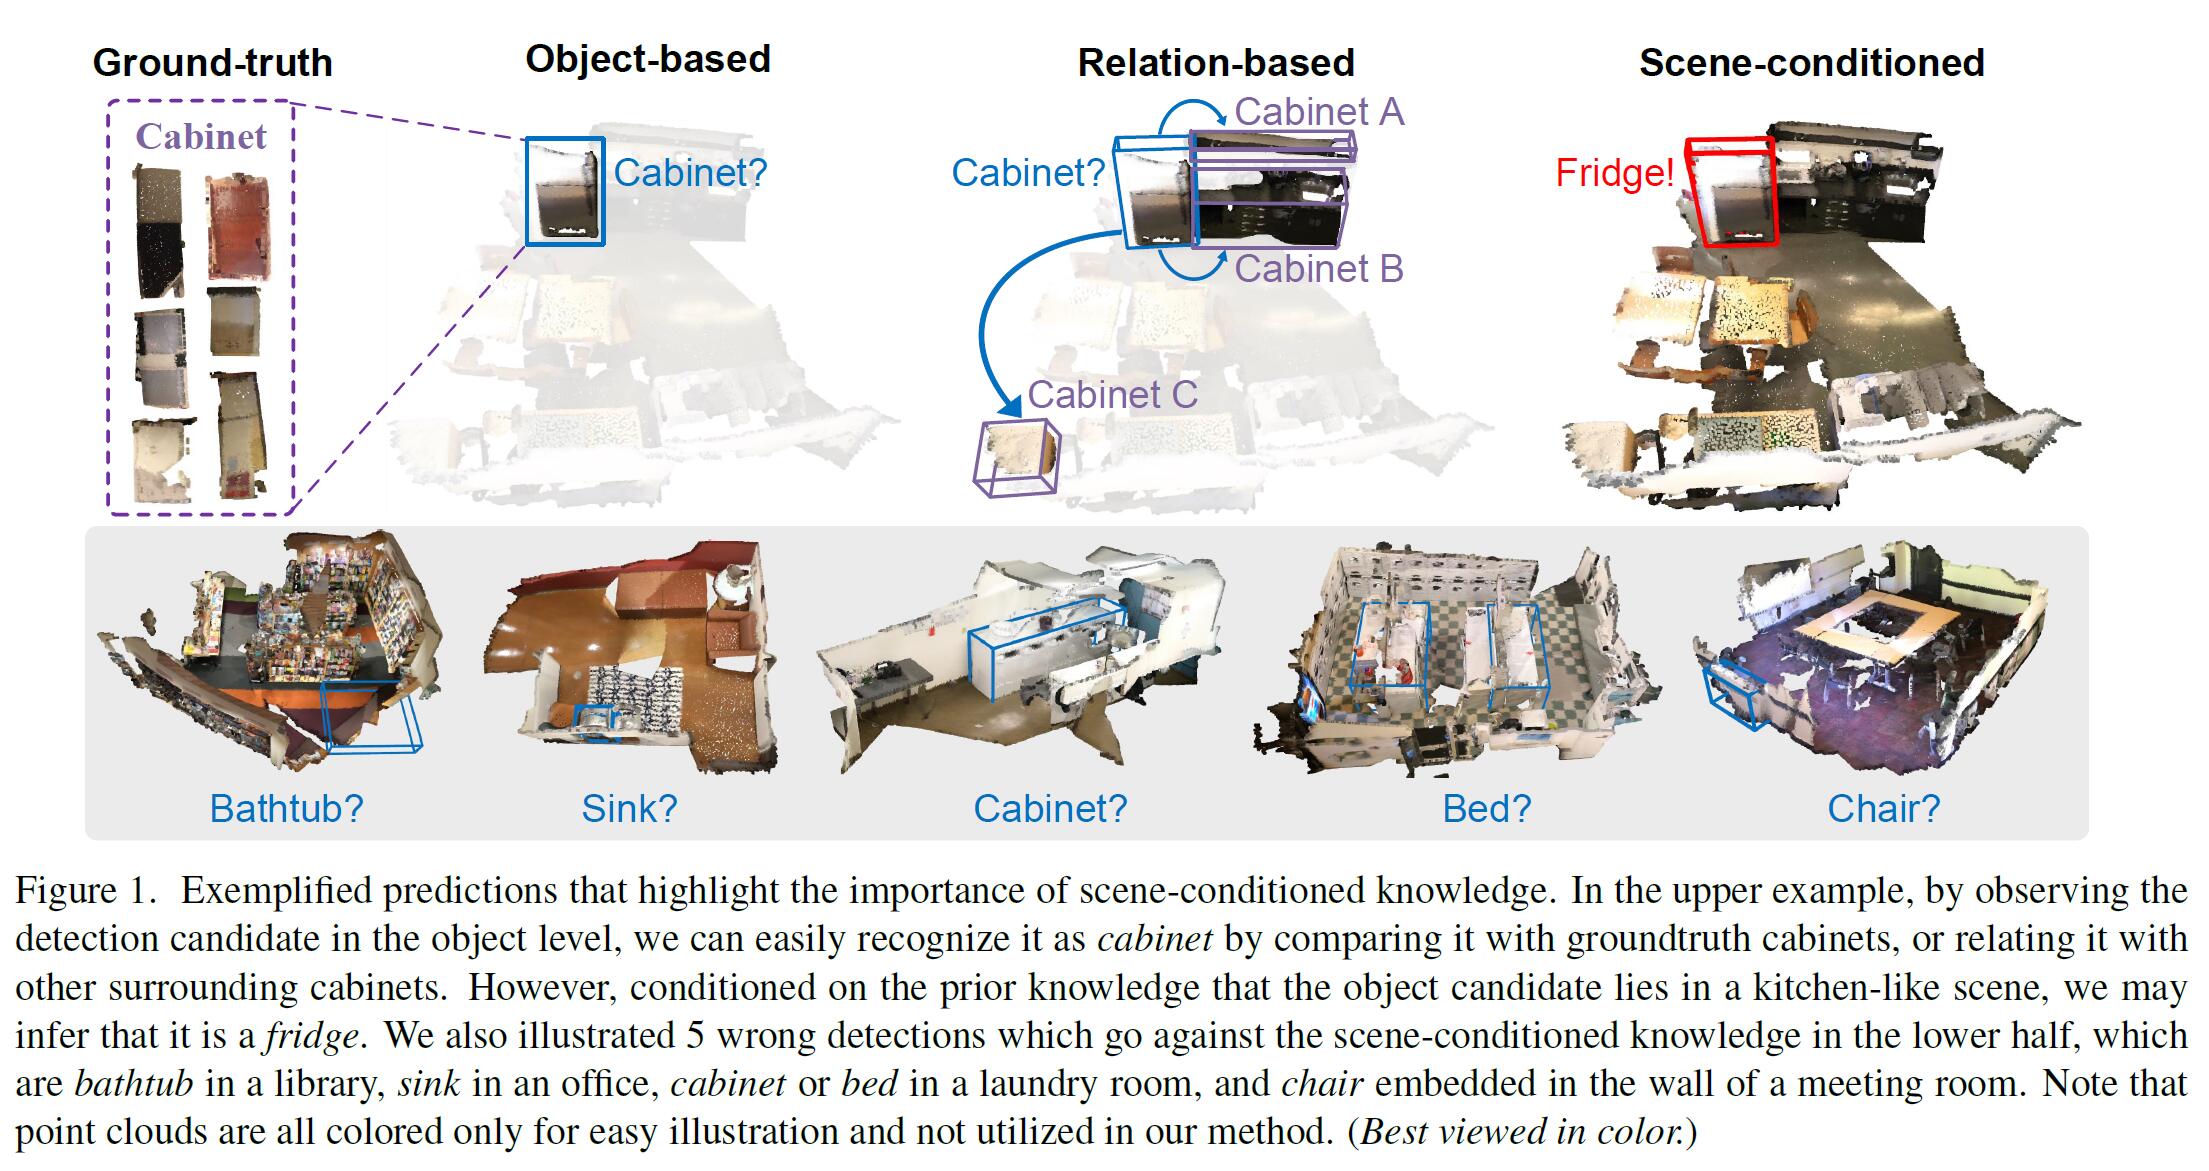 Ground-truth
Object-based
Relation-based
Scene-conditioned
Cabinet
Cabinet?
Cabinet?
Cabinet A
Cabinet B
Cabinet C
Fridge!
Bathtub?
Sink?
Cabinet?
Bed?
Chair?
Figure 1. Exemplified predictions that highlight the importance of scene-conditioned knowledge. In the upper example, by observing the
detection candidate in the object level, we can easily recognize it as cabinet by comparing it with groundtruth cabinets, or relating it with
other surrounding cabinets. However, conditioned on the prior knowledge that the object candidate lies in a kitchen-like scene, we may
infer that it is a fridge. We also illustrated 5 wrong detections which go against the scene-conditioned knowledge in the lower half, which
are bathtub in a library, sink in an office, cabinet or bed in a laundry room, and chair embedded in the wall of a meeting room. Note that
point clouds are all colored only for easy illustration and not utilized in our method. (Best viewed in color.)